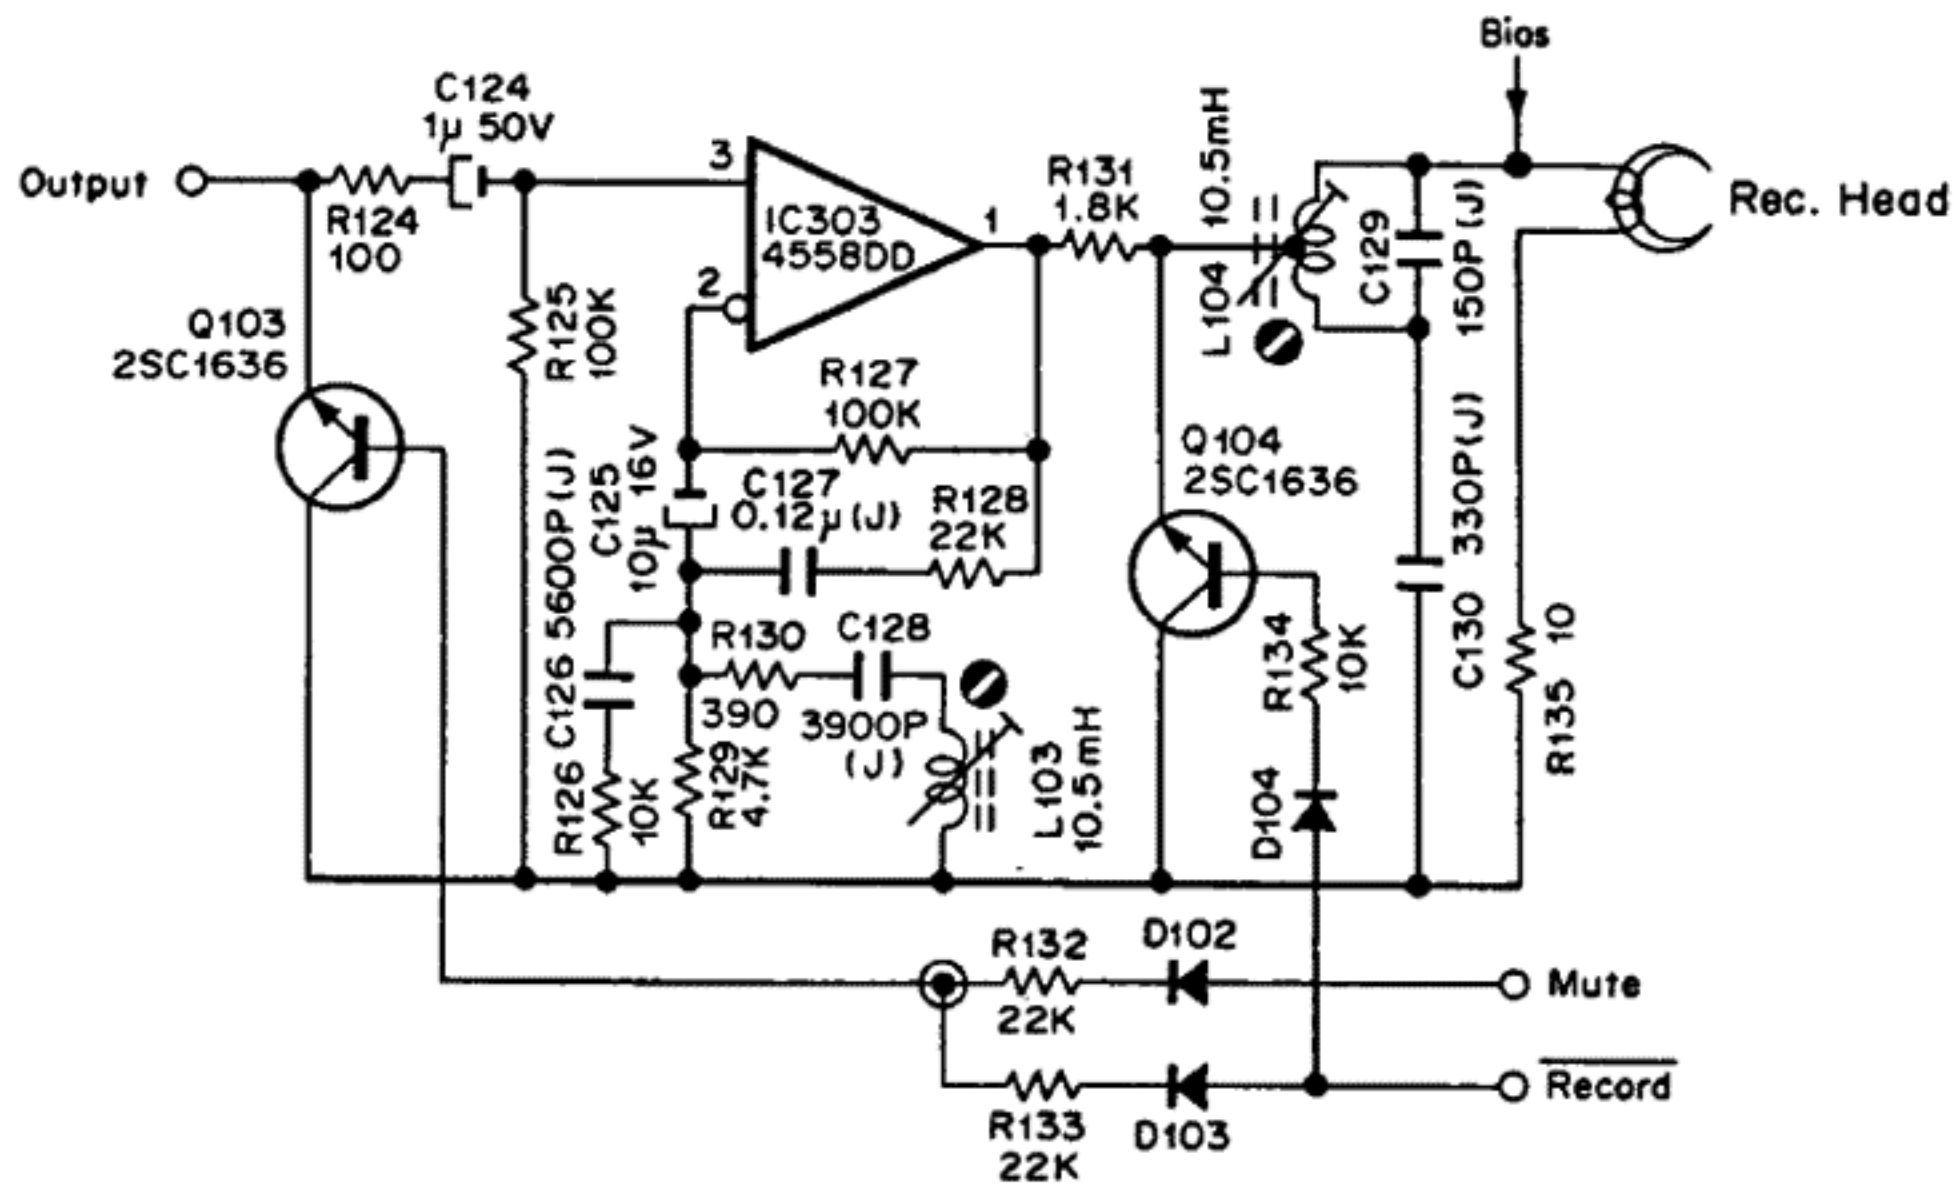 Bias
C124
1μ 50V
Output
R124
100
3
2
IC303
4558DD
1
R131
1.8K
L104 10.5mH
C129
150P(J)
Rec. Head
Q103
2SC1636
R125
100K
R127
100K
C125
10μ 16V
C127
0.12μ(J)
R128
22K
Q104
2SC1636
C130 330P(J)
R126 C126 5600P(J)
10K
R130
390
C128
3900P
(J)
R129
4.7K
L103
10.5mH
R134
10K
R135 10
D104
R132
22K
D102
Mute
R133
22K
D103
Record